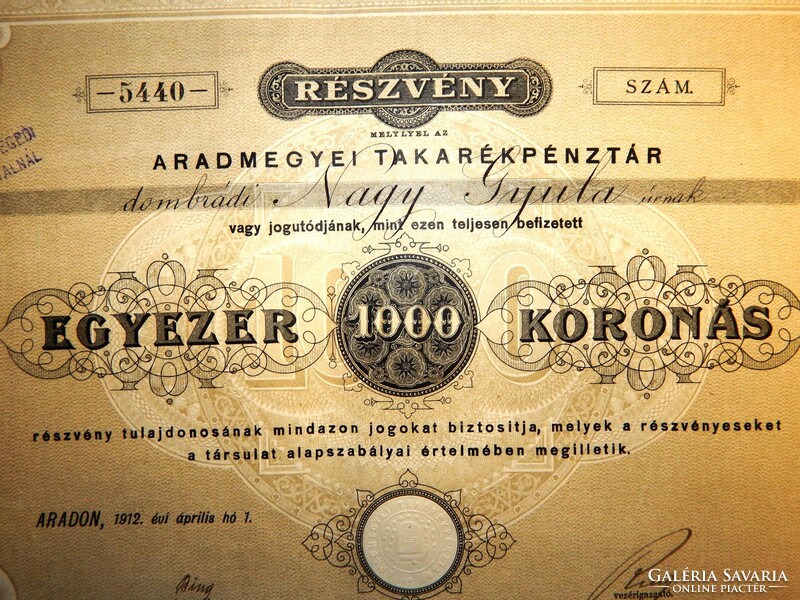 —5440—
RÉSZVÉNY
SZÁM.
MELYLYEL AZ
ARADMEGYEI TAKARÉKPÉNZTÁR
dombrádi Nagy Gyula úrnak
vagy jogutódjának, mint ezen teljesen befizetett
EGYEZER 1000 KORONÁS
részvény tulajdonosának mindazon jogokat biztositja, melyek a részvényeseket
a társulat alapszabályai értelmében megilletik.
ARADON, 1912. évi április hó 1.
vezérigazgató.
GALÉRIA SAVARIA
ONLINE PIACTÉR